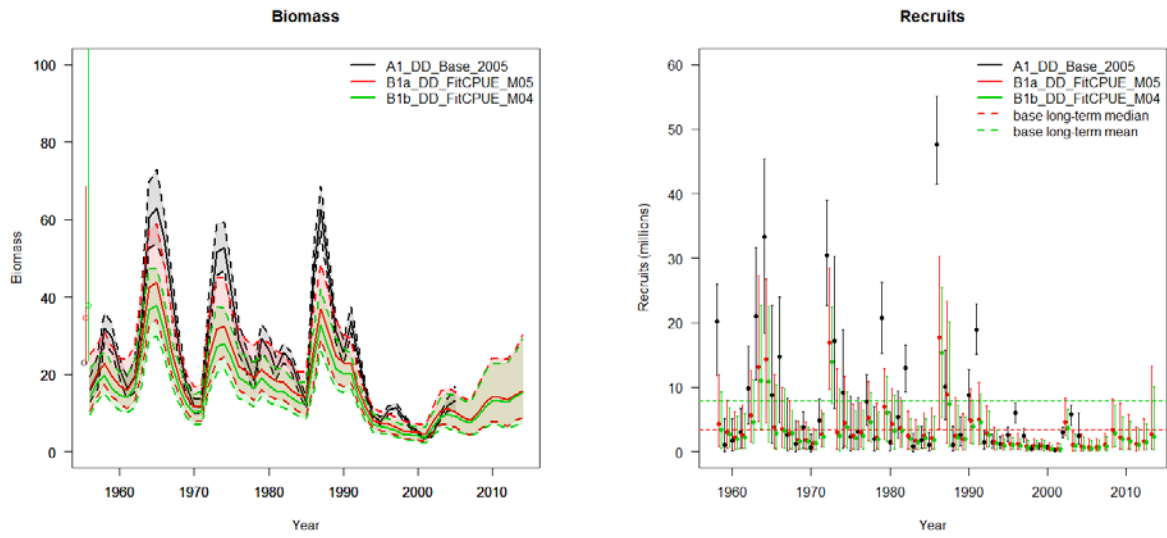 Biomass
100
80
60
40
20
0
Biomass
A1_DD_Base_2005
B1a_DD_FitCPUE_M05
B1b_DD_FitCPUE_M04
1960 1970 1980 1990 2000 2010
Year
Recruits
60
50
40
30
20
10
0
Recruits (millions)
A1_DD_Base_2005
B1a_DD_FitCPUE_M05
B1b_DD_FitCPUE_M04
base long-term median
base long-term mean
1960 1970 1980 1990 2000 2010
Year